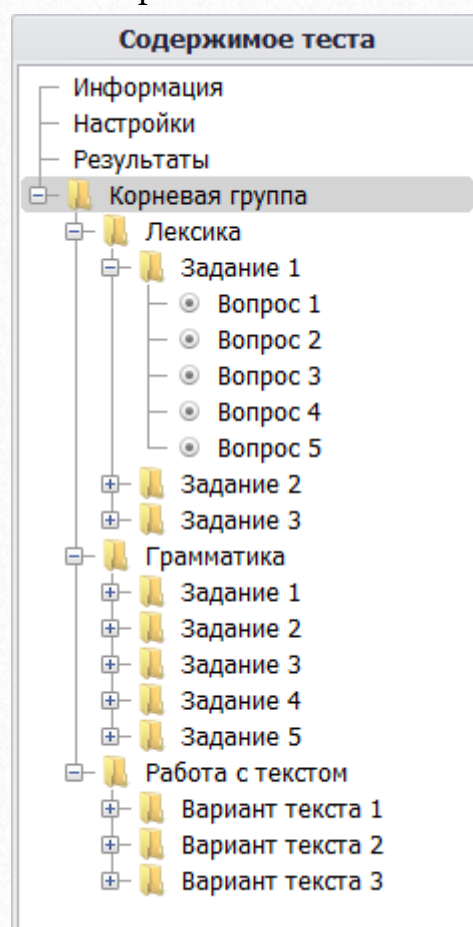 Содержимое теста
Информация
Настройки
Результаты
Корневая группа
Лексика
Задание 1
Вопрос 1
Вопрос 2
Вопрос 3
Вопрос 4
Вопрос 5
Задание 2
Задание 3
Грамматика
Задание 1
Задание 2
Задание 3
Задание 4
Задание 5
Работа с текстом
Вариант текста 1
Вариант текста 2
Вариант текста 3